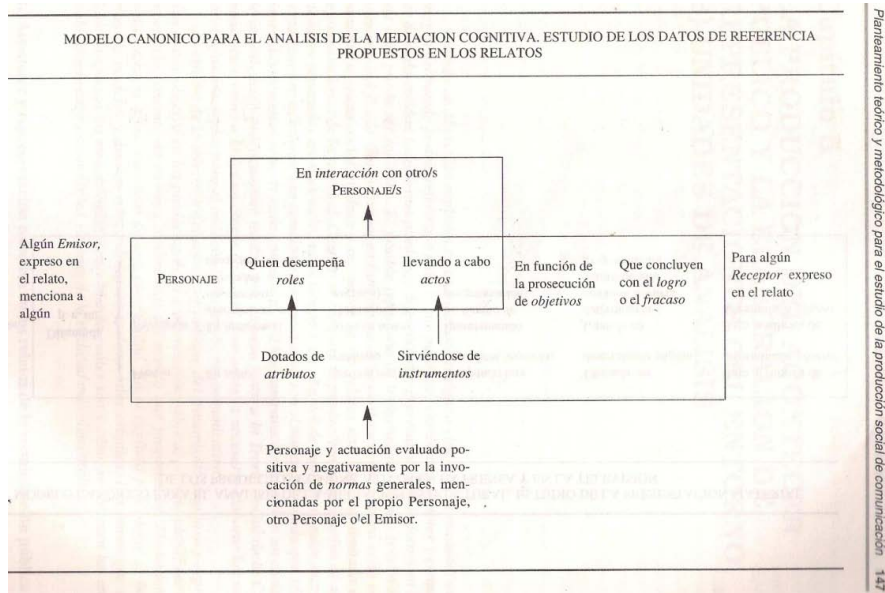 MODELO CANONICO PARA EL ANALISIS DE LA MEDIACION COGNITIVA. ESTUDIO DE LOS DATOS DE REFERENCIA
PROPUESTOS EN LOS RELATOS
En interacción con otro/s
PERSONAJE/S
Algún Emisor,
expreso en
el relato,
menciona a
algún
PERSONAJE
Quien desempeña
roles
llevando a cabo
actos
En función de
la prosecución
de objetivos
Que concluyen
con el logro
o el fracaso
Para algún
Receptor expreso
en el relato
Dotados de
atributos
Sirviéndose de
instrumentos
Personaje y actuación evaluado po-
sitiva y negativamente por la invo-
cación de normas generales, men-
cionadas por el propio Personaje,
otro Personaje o el Emisor.
Planteamiento teórico y metodológico para el estudio de la producción social de comunicación 147